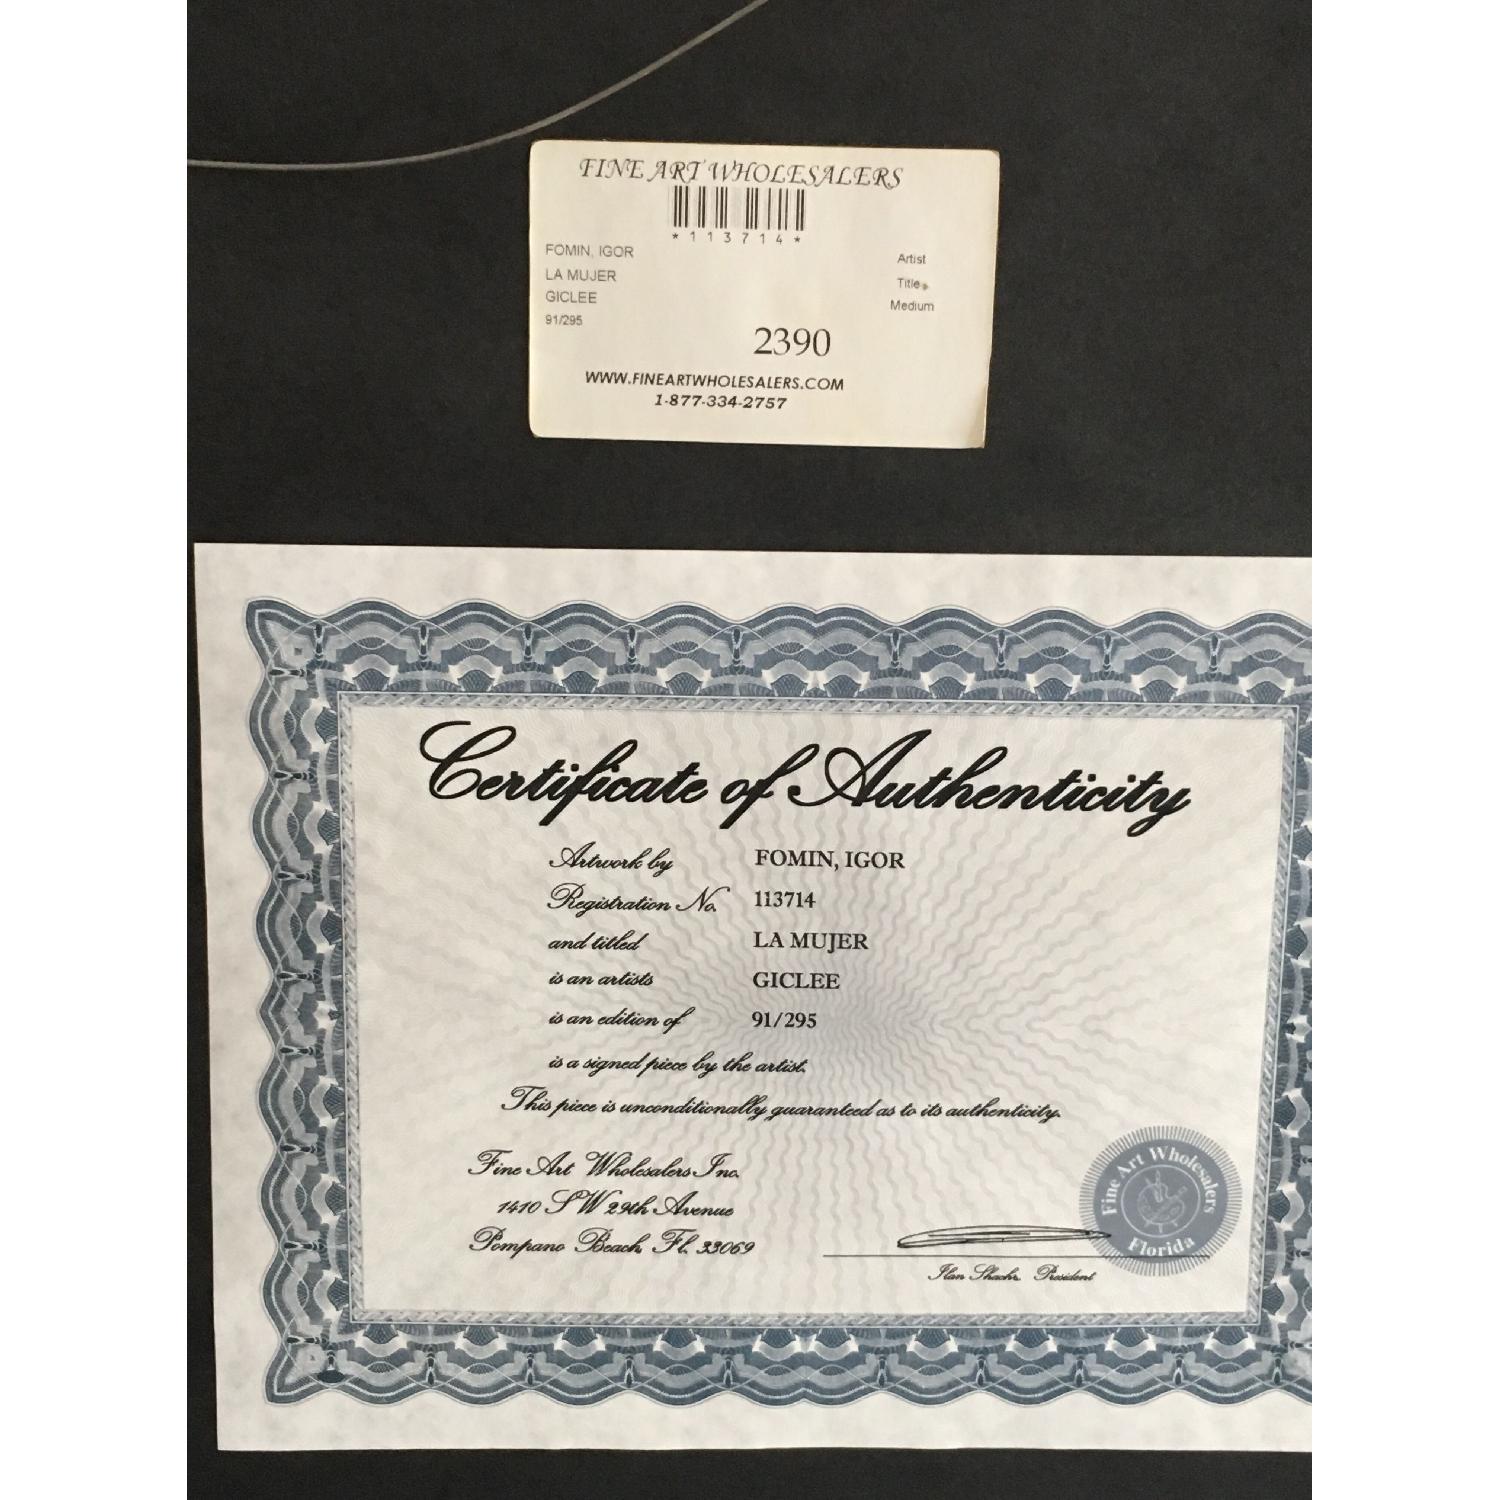 FINE ART WHOLESALERS
*113714*
FOMIN, IGOR Artist
LA MUJER Title
GICLEE Medium
91/295
2390
WWW.FINEARTWHOLESALERS.COM
1-877-334-2757
Certificate of Authenticity
Artwork by FOMIN, IGOR
Registration No. 113714
and titled LA MUJER
is an artists GICLEE
is an edition of 91/295
is a signed piece by the artist.
This piece is unconditionally guaranteed as to its authenticity.
Fine Art Wholesalers Inc.
1410 SW 29th Avenue
Pompano Beach, Fl. 33069
Fine Art Wholesalers
Florida
Ilan Shachr. President